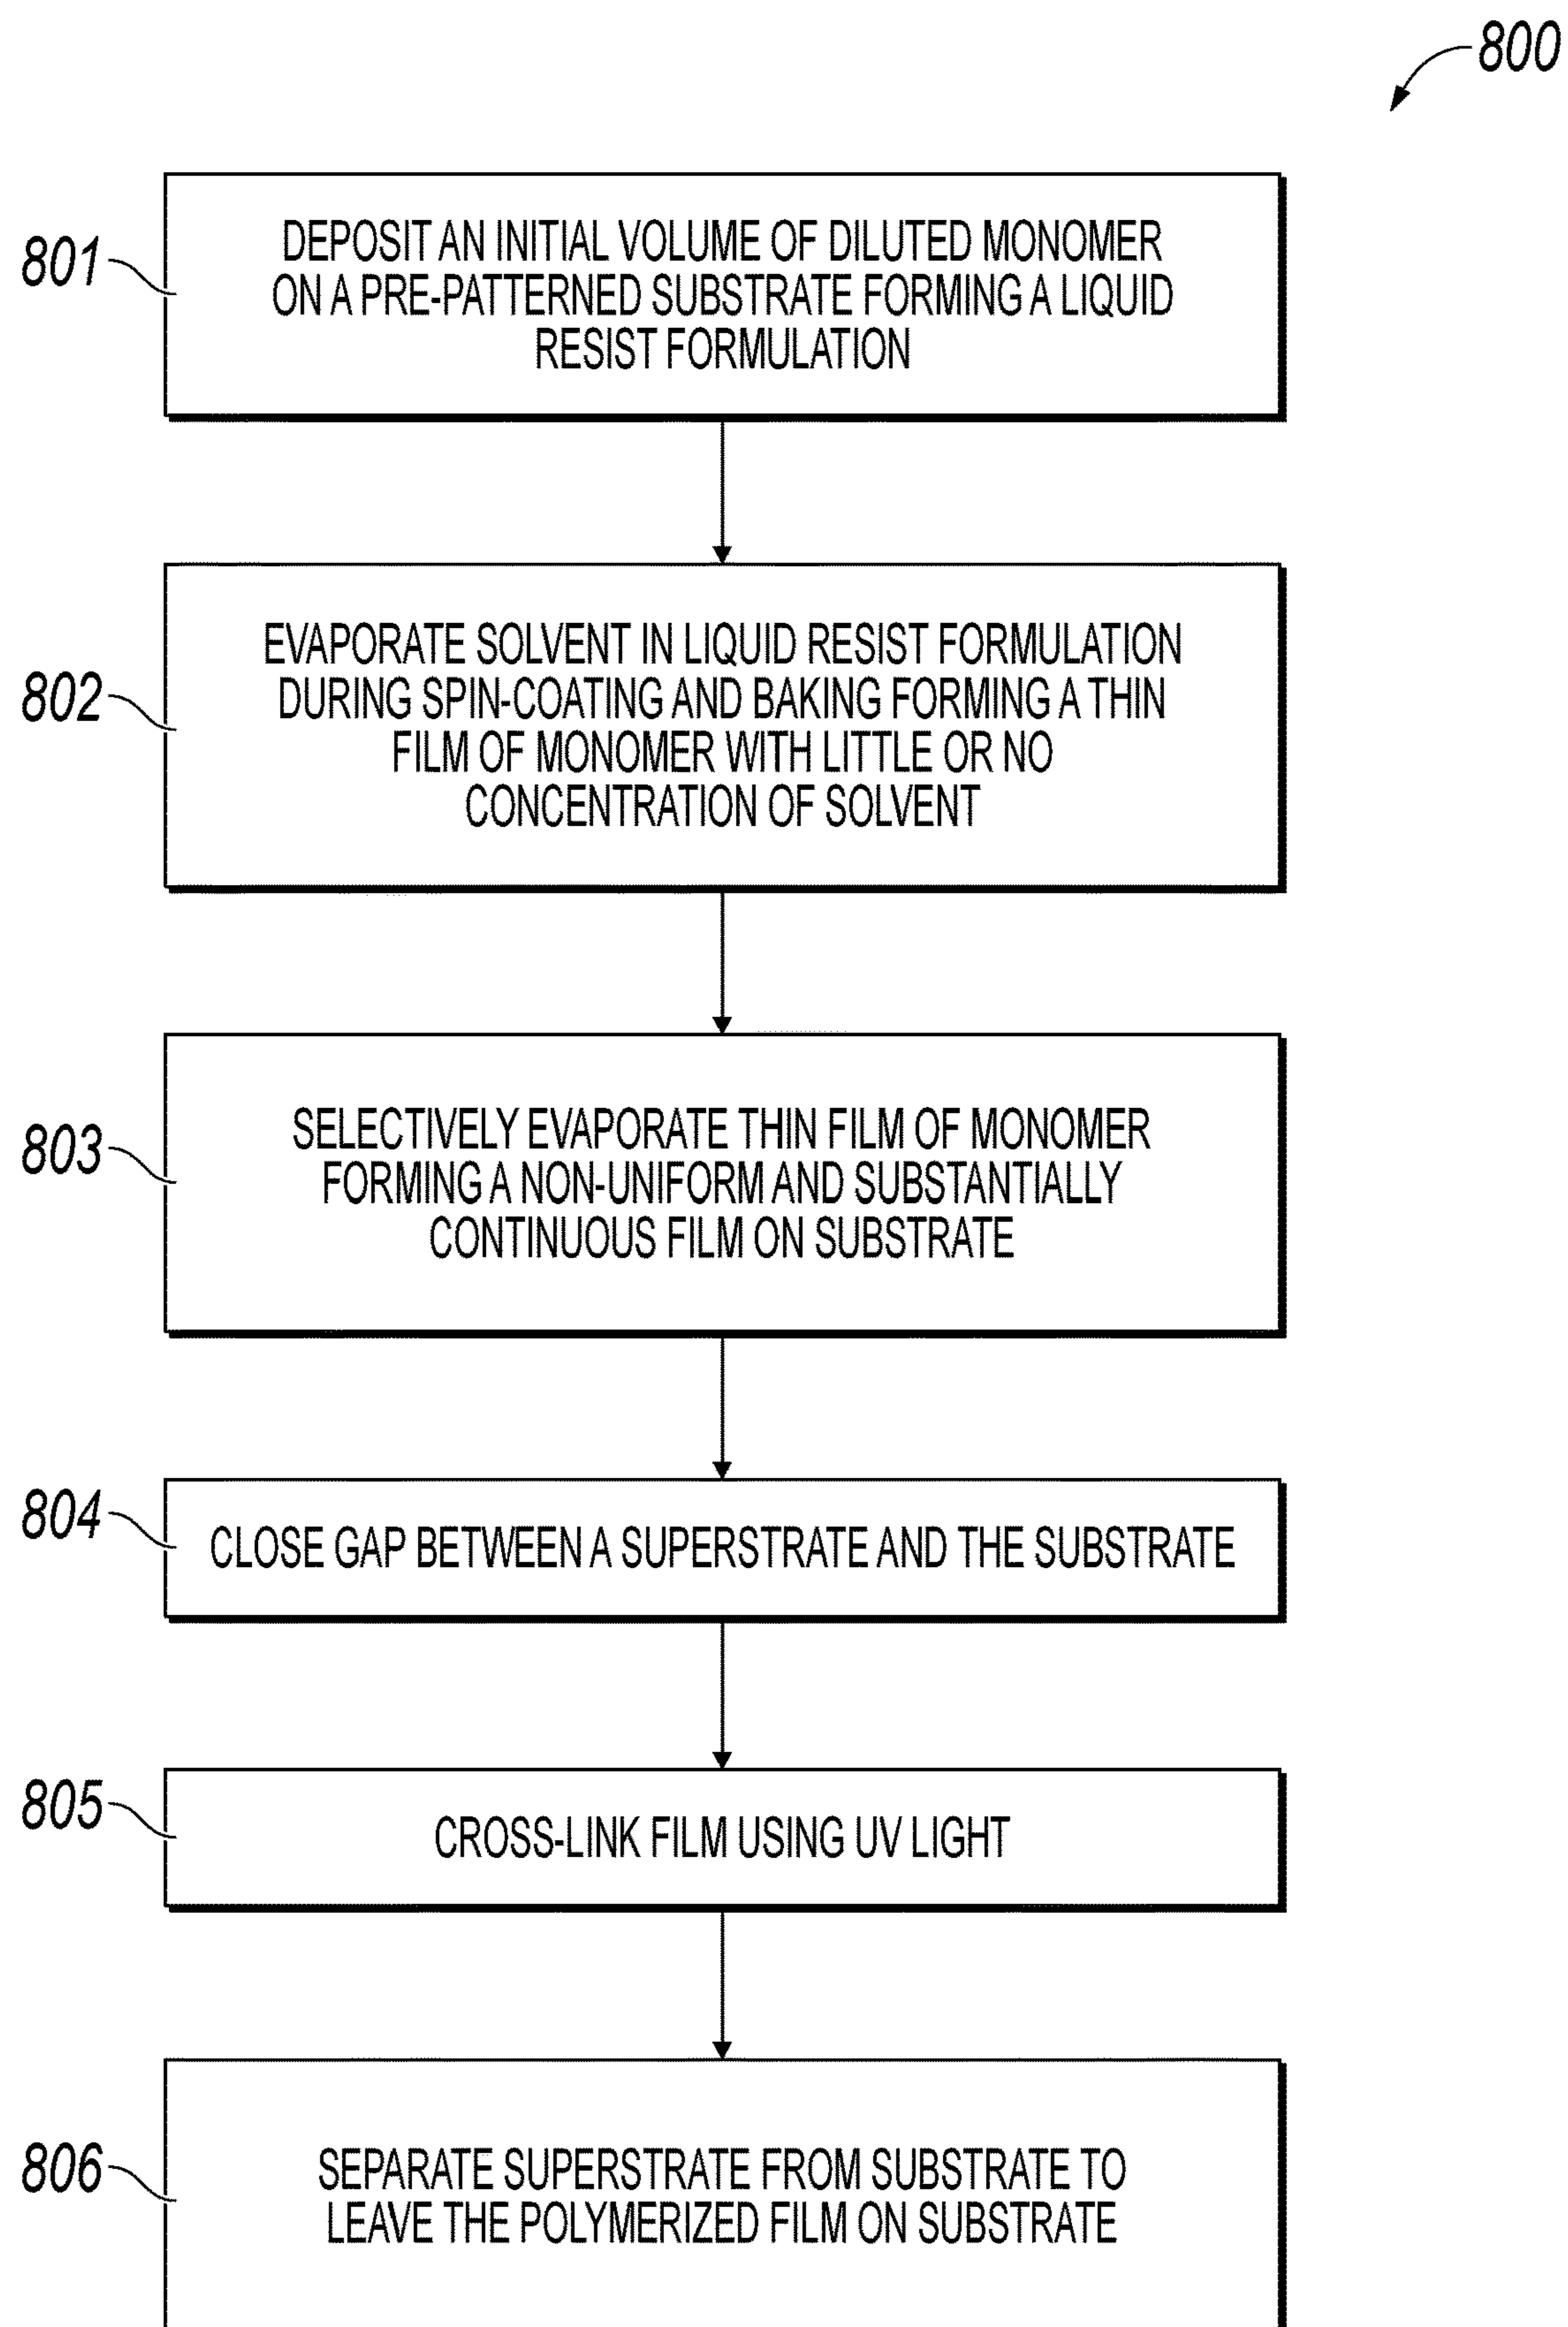 800
801
DEPOSIT AN INITIAL VOLUME OF DILUTED MONOMER
ON A PRE-PATTERNED SUBSTRATE FORMING A LIQUID
RESIST FORMULATION
802
EVAPORATE SOLVENT IN LIQUID RESIST FORMULATION
DURING SPIN-COATING AND BAKING FORMING A THIN
FILM OF MONOMER WITH LITTLE OR NO
CONCENTRATION OF SOLVENT
803
SELECTIVELY EVAPORATE THIN FILM OF MONOMER
FORMING A NON-UNIFORM AND SUBSTANTIALLY
CONTINUOUS FILM ON SUBSTRATE
804
CLOSE GAP BETWEEN A SUPERSTRATE AND THE SUBSTRATE
805
CROSS-LINK FILM USING UV LIGHT
806
SEPARATE SUPERSTRATE FROM SUBSTRATE TO
LEAVE THE POLYMERIZED FILM ON SUBSTRATE